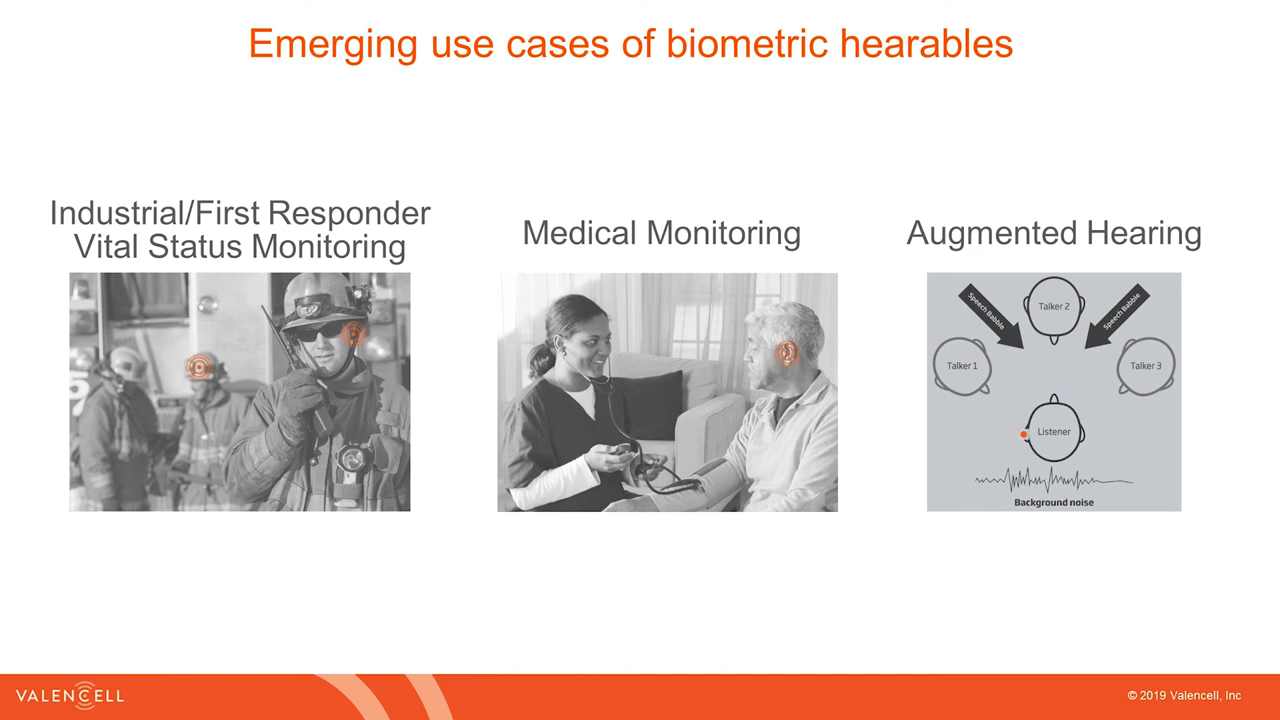 Emerging use cases of biometric hearables
Industrial/First Responder
Vital Status Monitoring
Medical Monitoring
Augmented Hearing
Speech Babble
Talker 2
Speech Babble
Talker 1
Talker 3
Listener
Background noise
VALENCELL
© 2019 Valencell, Inc